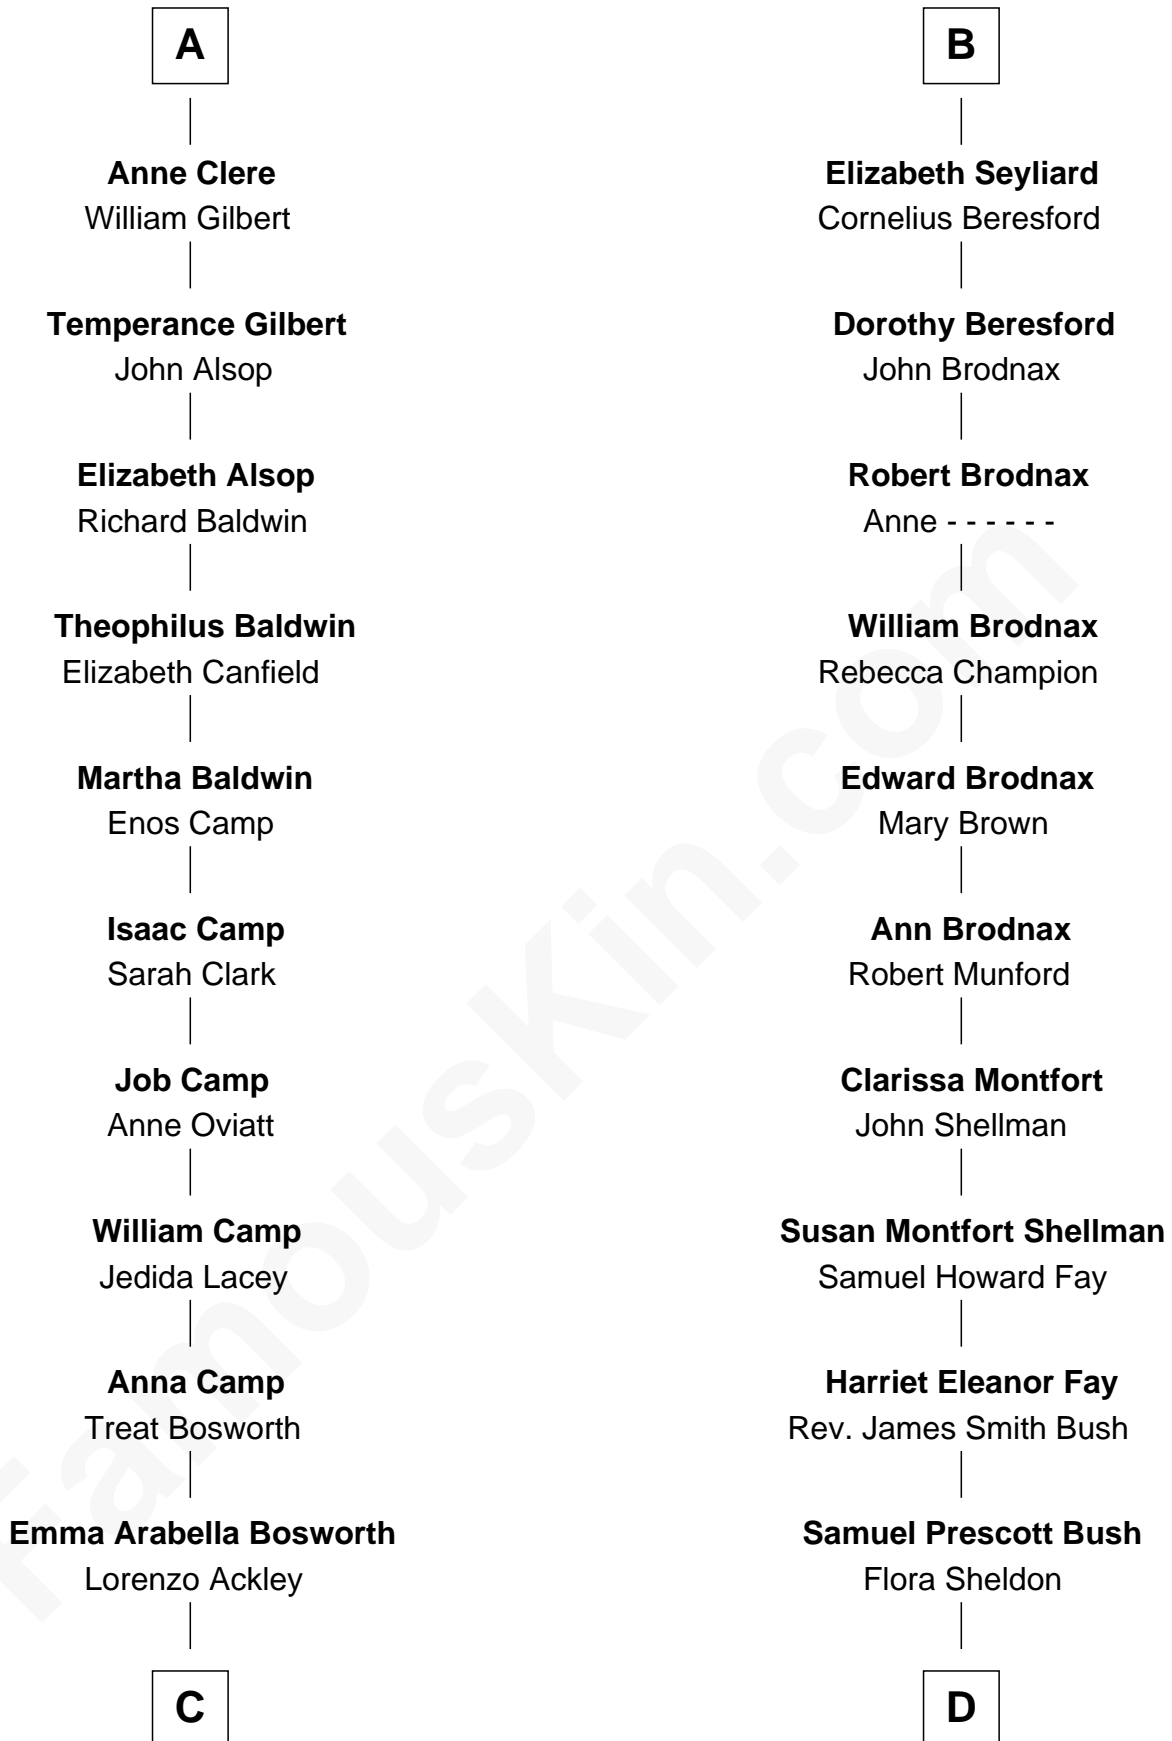 A
Anne Clere
William Gilbert
Temperance Gilbert
John Alsop
Elizabeth Alsop
Richard Baldwin
Theophilus Baldwin
Elizabeth Canfield
Martha Baldwin
Enos Camp
Isaac Camp
Sarah Clark
Job Camp
Anne Oviatt
William Camp
Jedida Lacey
Anna Camp
Treat Bosworth
Emma Arabella Bosworth
Lorenzo Ackley
C
B
Elizabeth Seyliard
Cornelius Beresford
Dorothy Beresford
John Brodnax
Robert Brodnax
Anne - - - - - -
William Brodnax
Rebecca Champion
Edward Brodnax
Mary Brown
Ann Brodnax
Robert Munford
Clarissa Montfort
John Shellman
Susan Montfort Shellman
Samuel Howard Fay
Harriet Eleanor Fay
Rev. James Smith Bush
Samuel Prescott Bush
Flora Sheldon
D
FamousKin.com